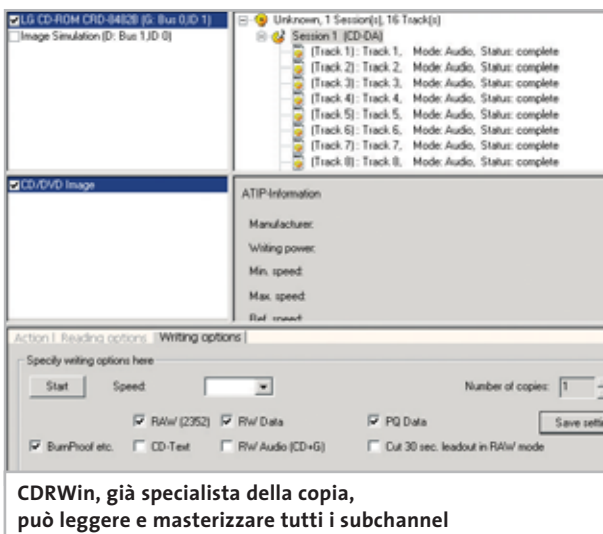 LG CD-ROM CRD-8482B (G: Bus 0,ID 1)
Image Simulation (D: Bus 1,ID 0)
Unknown, 1 Session(s), 16 Track(s)
Session 1 (CD-DA)
(Track 1) : Track 1, Mode: Audio, Status: complete
(Track 2) : Track 2, Mode: Audio, Status: complete
(Track 3) : Track 3, Mode: Audio, Status: complete
(Track 4) : Track 4, Mode: Audio, Status: complete
(Track 5) : Track 5, Mode: Audio, Status: complete
(Track 6) : Track 6, Mode: Audio, Status: complete
(Track 7) : Track 7, Mode: Audio, Status: complete
(Track 8) : Track 8, Mode: Audio, Status: complete
CD/DVD Image
ATIP-Information
Manufacturer:
Writing power:
Min. speed:
Max. speed:
Ref. speed:
Action Reading options Writing options
Specify writing options here
Start Speed: Number of copies: 1
RAW (2352) RW Data PQ Data Save setti
BurnProof etc. CD-Text RW Audio (CD+G) Cut 30 sec. leadout in RAW mode
CDRWin, già specialista della copia,
può leggere e masterizzare tutti i subchannel